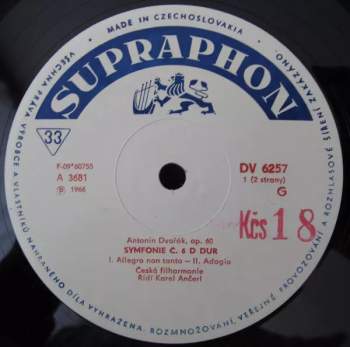 MADE IN CZECHOSLOVAKIA
SUPRAPHON
33
F-09*60755
A 3681
℗ 1966
DV 6257
1 (2 strany)
G
Kčs 18
Antonín Dvořák, op. 60
SYMFONIE Č. 6 D DUR
I. Allegro non tanto – II. Adagio
Česká filharmonie
Řídí Karel Ančerl
VŠECHNA PRÁVA VÝROBCE A VLASTNÍKŮ NAHRANÉHO DÍLA VYHRAZENA. ROZMNOŽOVÁNÍ, VEŘEJNÉ PROVOZOVÁNÍ A ROZHLASOVÉ ŠÍŘENÍ ZAKÁZÁNO.